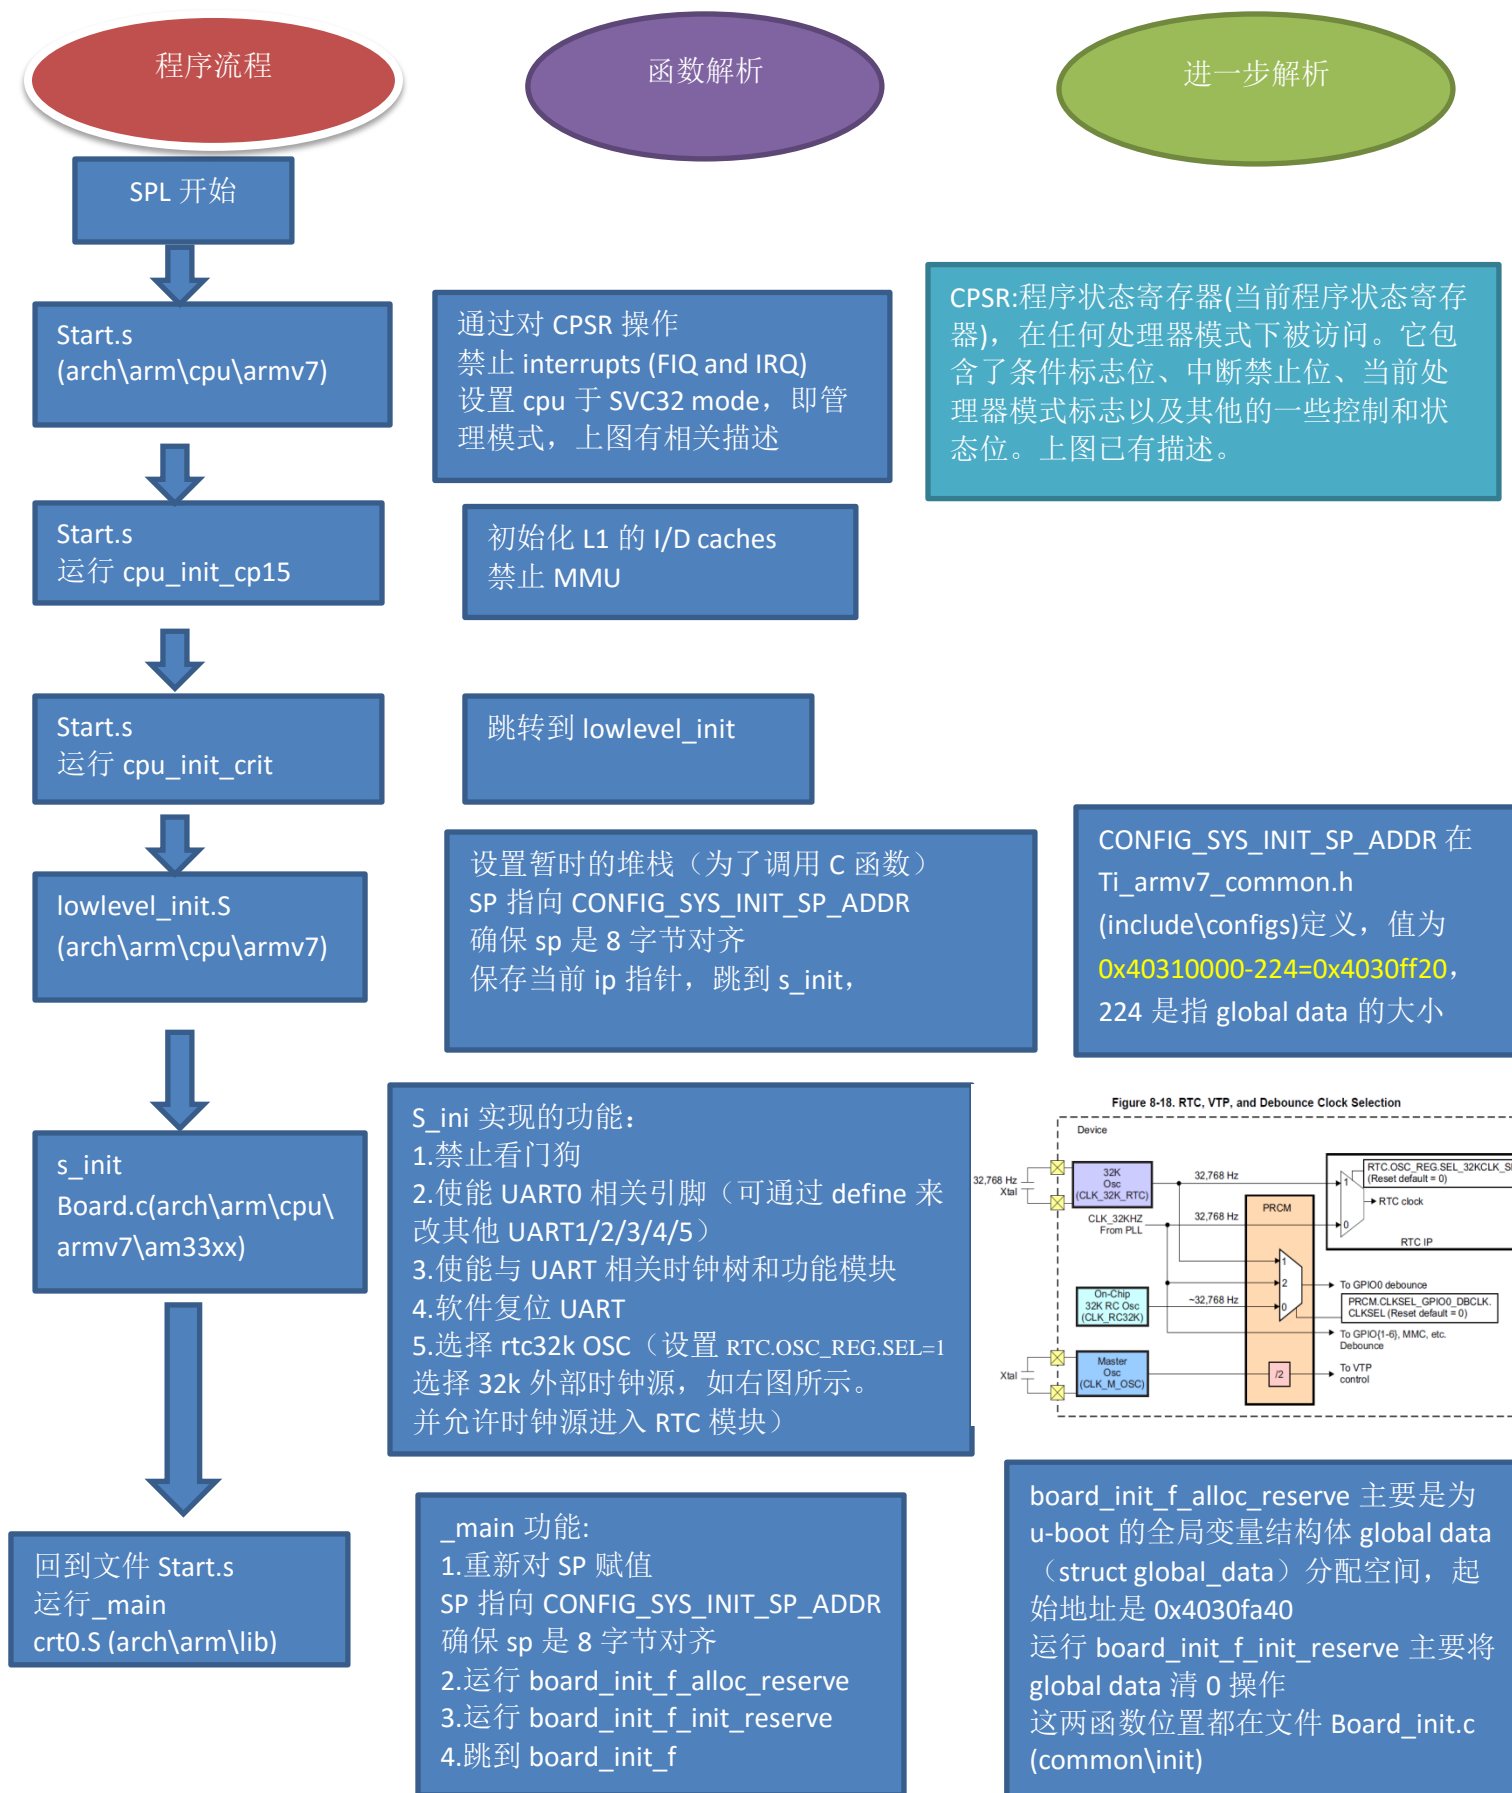 程序流程
函数解析
进一步解析
SPL 开始
Start.s
(arch\arm\cpu\armv7)
通过对 CPSR 操作
禁止 interrupts (FIQ and IRQ)
设置 cpu 于 SVC32 mode，即管
理模式，上图有相关描述
CPSR:程序状态寄存器(当前程序状态寄存
器)，在任何处理器模式下被访问。它包
含了条件标志位、中断禁止位、当前处
理器模式标志以及其他的一些控制和状
态位。上图已有描述。
Start.s
运行 cpu_init_cp15
初始化 L1 的 I/D caches
禁止 MMU
Start.s
运行 cpu_init_crit
跳转到 lowlevel_init
lowlevel_init.S
(arch\arm\cpu\armv7)
设置暂时的堆栈（为了调用 C 函数）
SP 指向 CONFIG_SYS_INIT_SP_ADDR
确保 sp 是 8 字节对齐
保存当前 ip 指针，跳到 s_init，
CONFIG_SYS_INIT_SP_ADDR 在
Ti_armv7_common.h
(include\configs)定义，值为
0x40310000-224=0x4030ff20，
224 是指 global data 的大小
s_init
Board.c(arch\arm\cpu\
armv7\am33xx)
S_ini 实现的功能：
1.禁止看门狗
2.使能 UART0 相关引脚（可通过 define 来
改其他 UART1/2/3/4/5）
3.使能与 UART 相关时钟树和功能模块
4.软件复位 UART
5.选择 rtc32k OSC（设置 RTC.OSC_REG.SEL=1
选择 32k 外部时钟源，如右图所示。
并允许时钟源进入 RTC 模块）
Figure 8-18. RTC, VTP, and Debounce Clock Selection
Device
32,768 Hz
Xtal
32K
Osc
(CLK_32K_RTC)
32,768 Hz
RTC.OSC_REG.SEL_32KCLK_S
(Reset default = 0)
1
RTC clock
0
RTC IP
CLK_32KHZ
From PLL
32,768 Hz
PRCM
1
2
0
To GPIO0 debounce
On-Chip
32K RC Osc
(CLK_RC32K)
~32,768 Hz
PRCM.CLKSEL_GPIO0_DBCLK.
CLKSEL (Reset default = 0)
To GPIO{1-6}, MMC, etc.
Debounce
Xtal
Master
Osc
(CLK_M_OSC)
/2
To VTP
control
回到文件 Start.s
运行_main
crt0.S (arch\arm\lib)
_main 功能:
1.重新对 SP 赋值
SP 指向 CONFIG_SYS_INIT_SP_ADDR
确保 sp 是 8 字节对齐
2.运行 board_init_f_alloc_reserve
3.运行 board_init_f_init_reserve
4.跳到 board_init_f
board_init_f_alloc_reserve 主要是为
u-boot 的全局变量结构体 global data
（struct global_data）分配空间，起
始地址是 0x4030fa40
运行 board_init_f_init_reserve 主要将
global data 清 0 操作
这两函数位置都在文件 Board_init.c
(common\init)